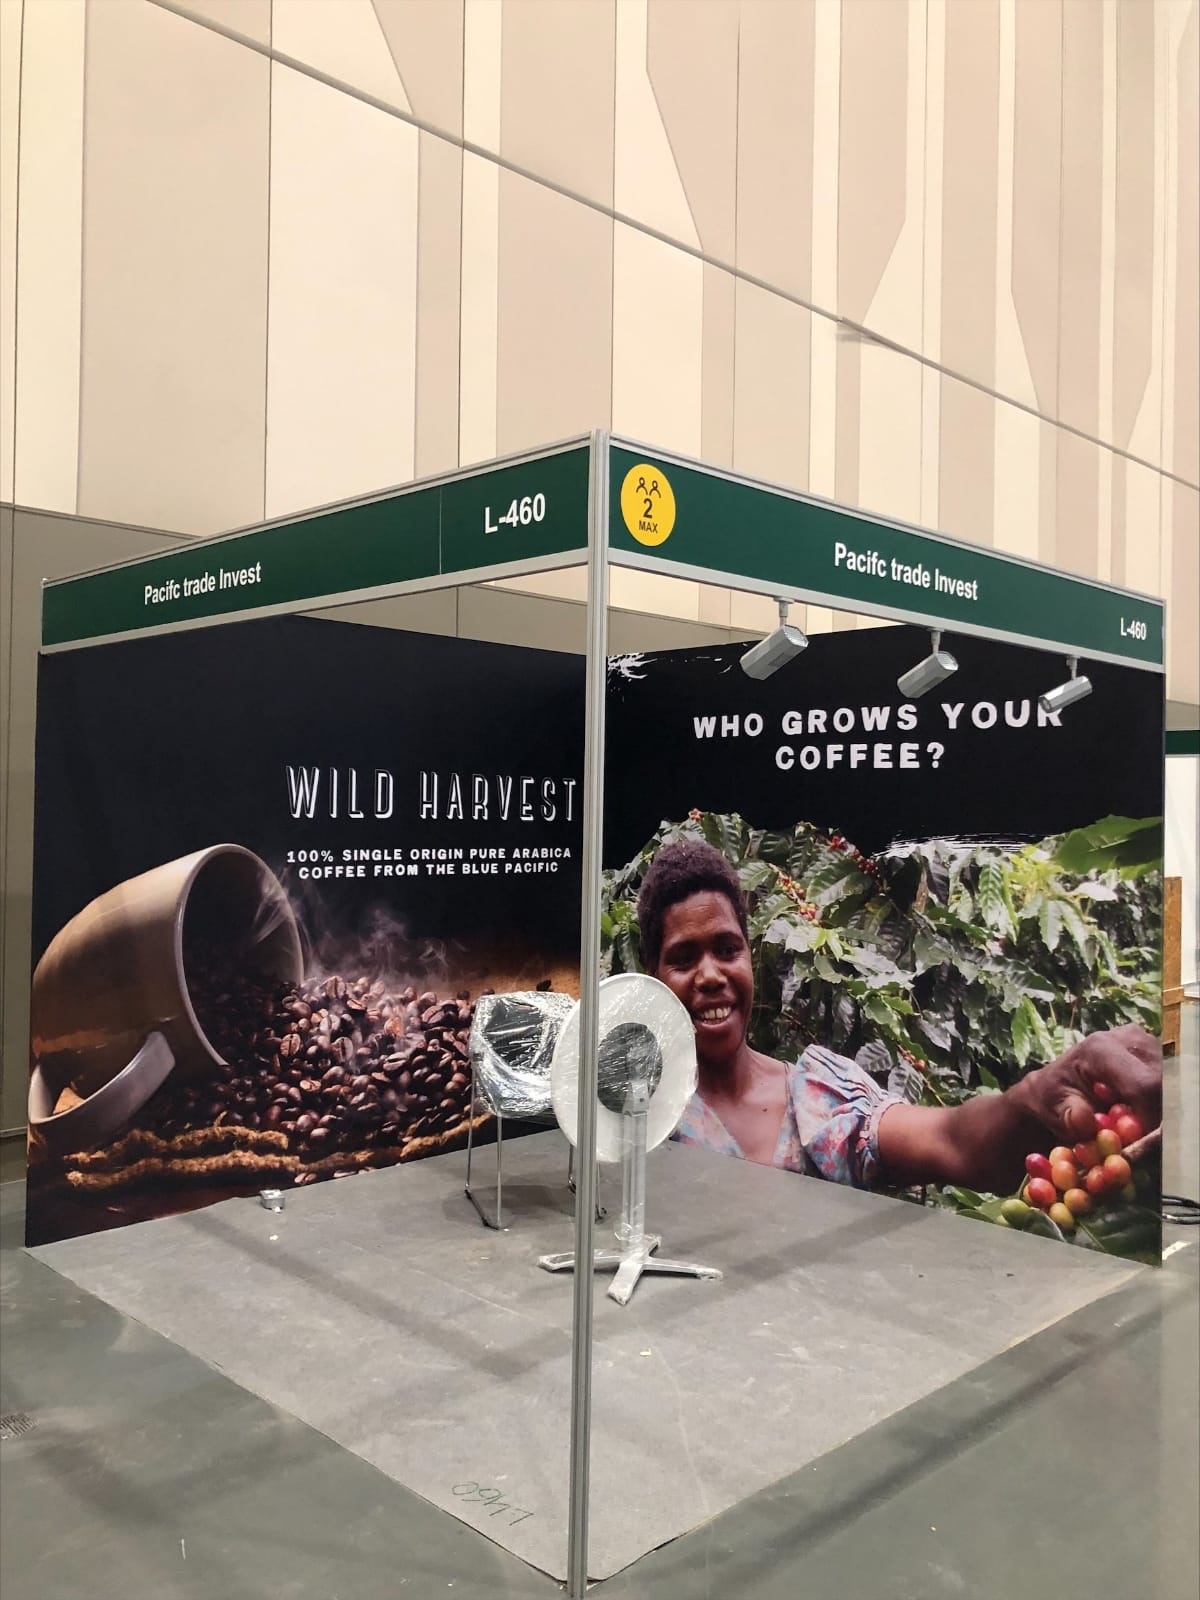 Pacifc trade Invest
L-460
2
MAX
Pacifc trade Invest
L-460
WILD HARVEST
100% SINGLE ORIGIN PURE ARABICA
COFFEE FROM THE BLUE PACIFIC
WHO GROWS YOUR
COFFEE?
L460